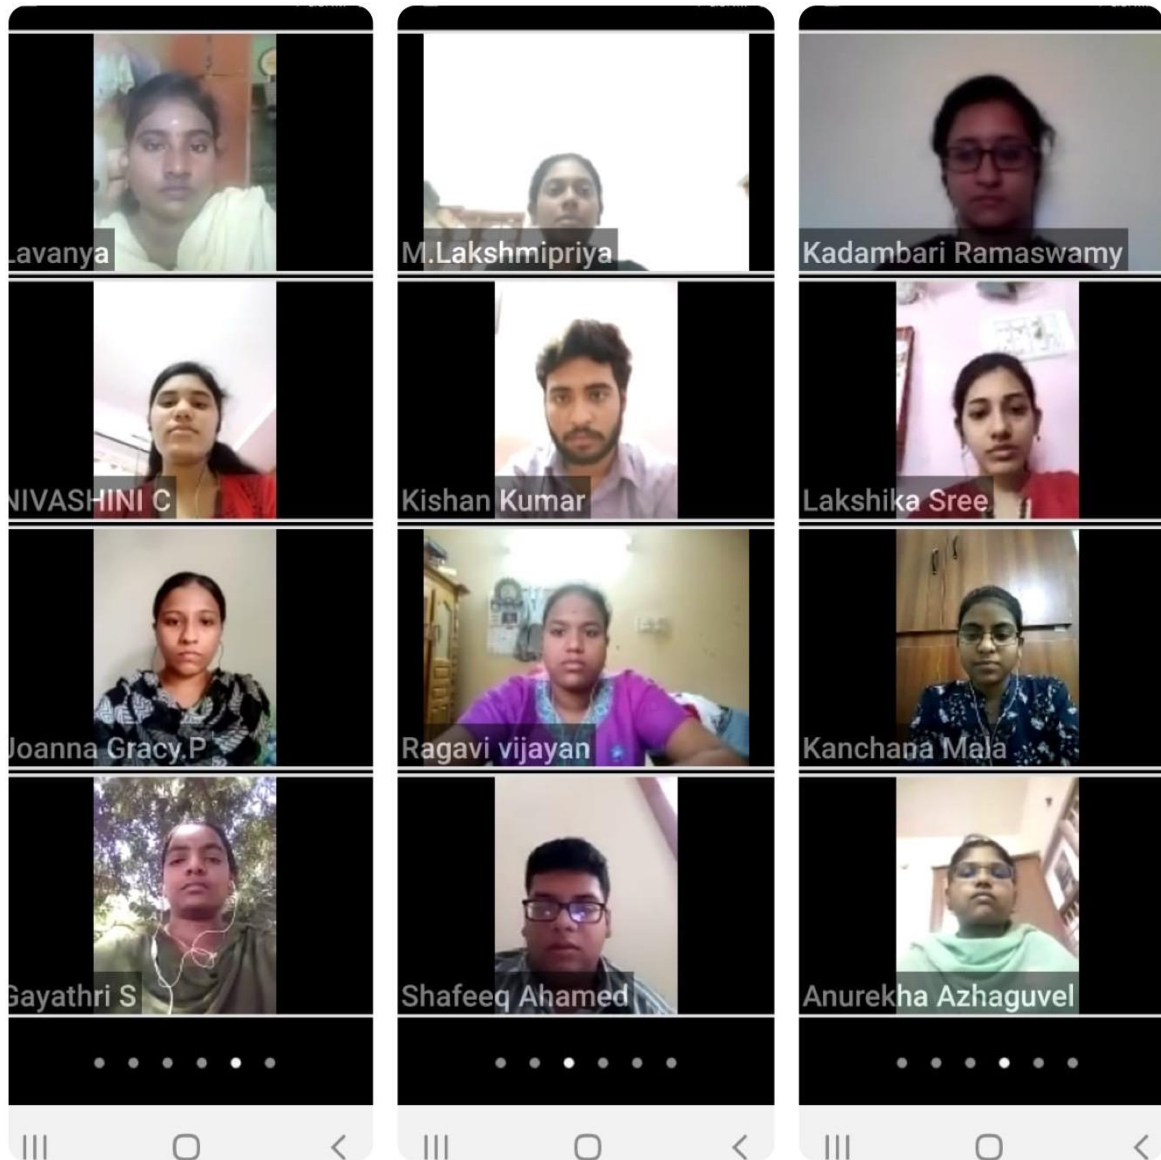 Lavanya
M.Lakshmipriya
Kadambari Ramaswamy
NIVASHINI C
Kishan Kumar
Lakshika Sree
Joanna Gracy.P
Ragavi vijayan
Kanchana Mala
Gayathri S
Shafeeq Ahamed
Anurekha Azhaguvel